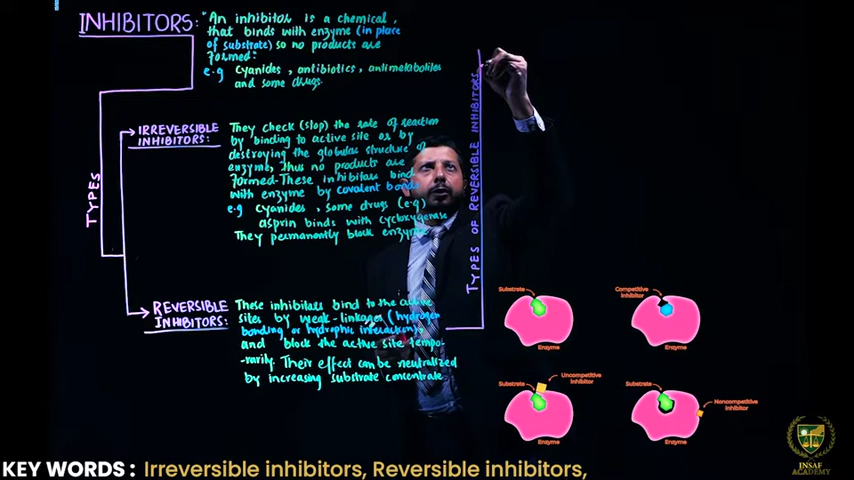 INHIBITORS:
"An inhibitor is a chemical,
that binds with enzyme (in place
of substrate) so no products are
formed:
e.g cyanides, antibiotics, antimetabolites
and some drugs.
TYPES
IRREVERSIBLE
INHIBITORS:
They check (stop) the rate of reaction
by binding to active site or by
destroying the globular structure of
enzyme, thus no products are
formed-These inhibitors bind
with enzyme by covalent bonds
e.g cyanides, some drugs (e.g)
asprin binds with cycloxygenase
They permanently block enzyme
REVERSIBLE
INHIBITORS:
These inhibitors bind to the active
sites by weak-linkages (hydrogen
bonding or hydrophic interaction)
and block the active site tempo-
-rarily. Their effect can be neutralized
by increasing substrate concentrate
TYPES OF REVERSIBLE INHIBITORS
Substrate
Enzyme
Competitive
inhibitor
Enzyme
Substrate
Uncompetitive
inhibitor
Enzyme
Substrate
Noncompetitive
inhibitor
Enzyme
INSAF
ACADEMY
KEY WORDS : Irreversible inhibitors, Reversible inhibitors,